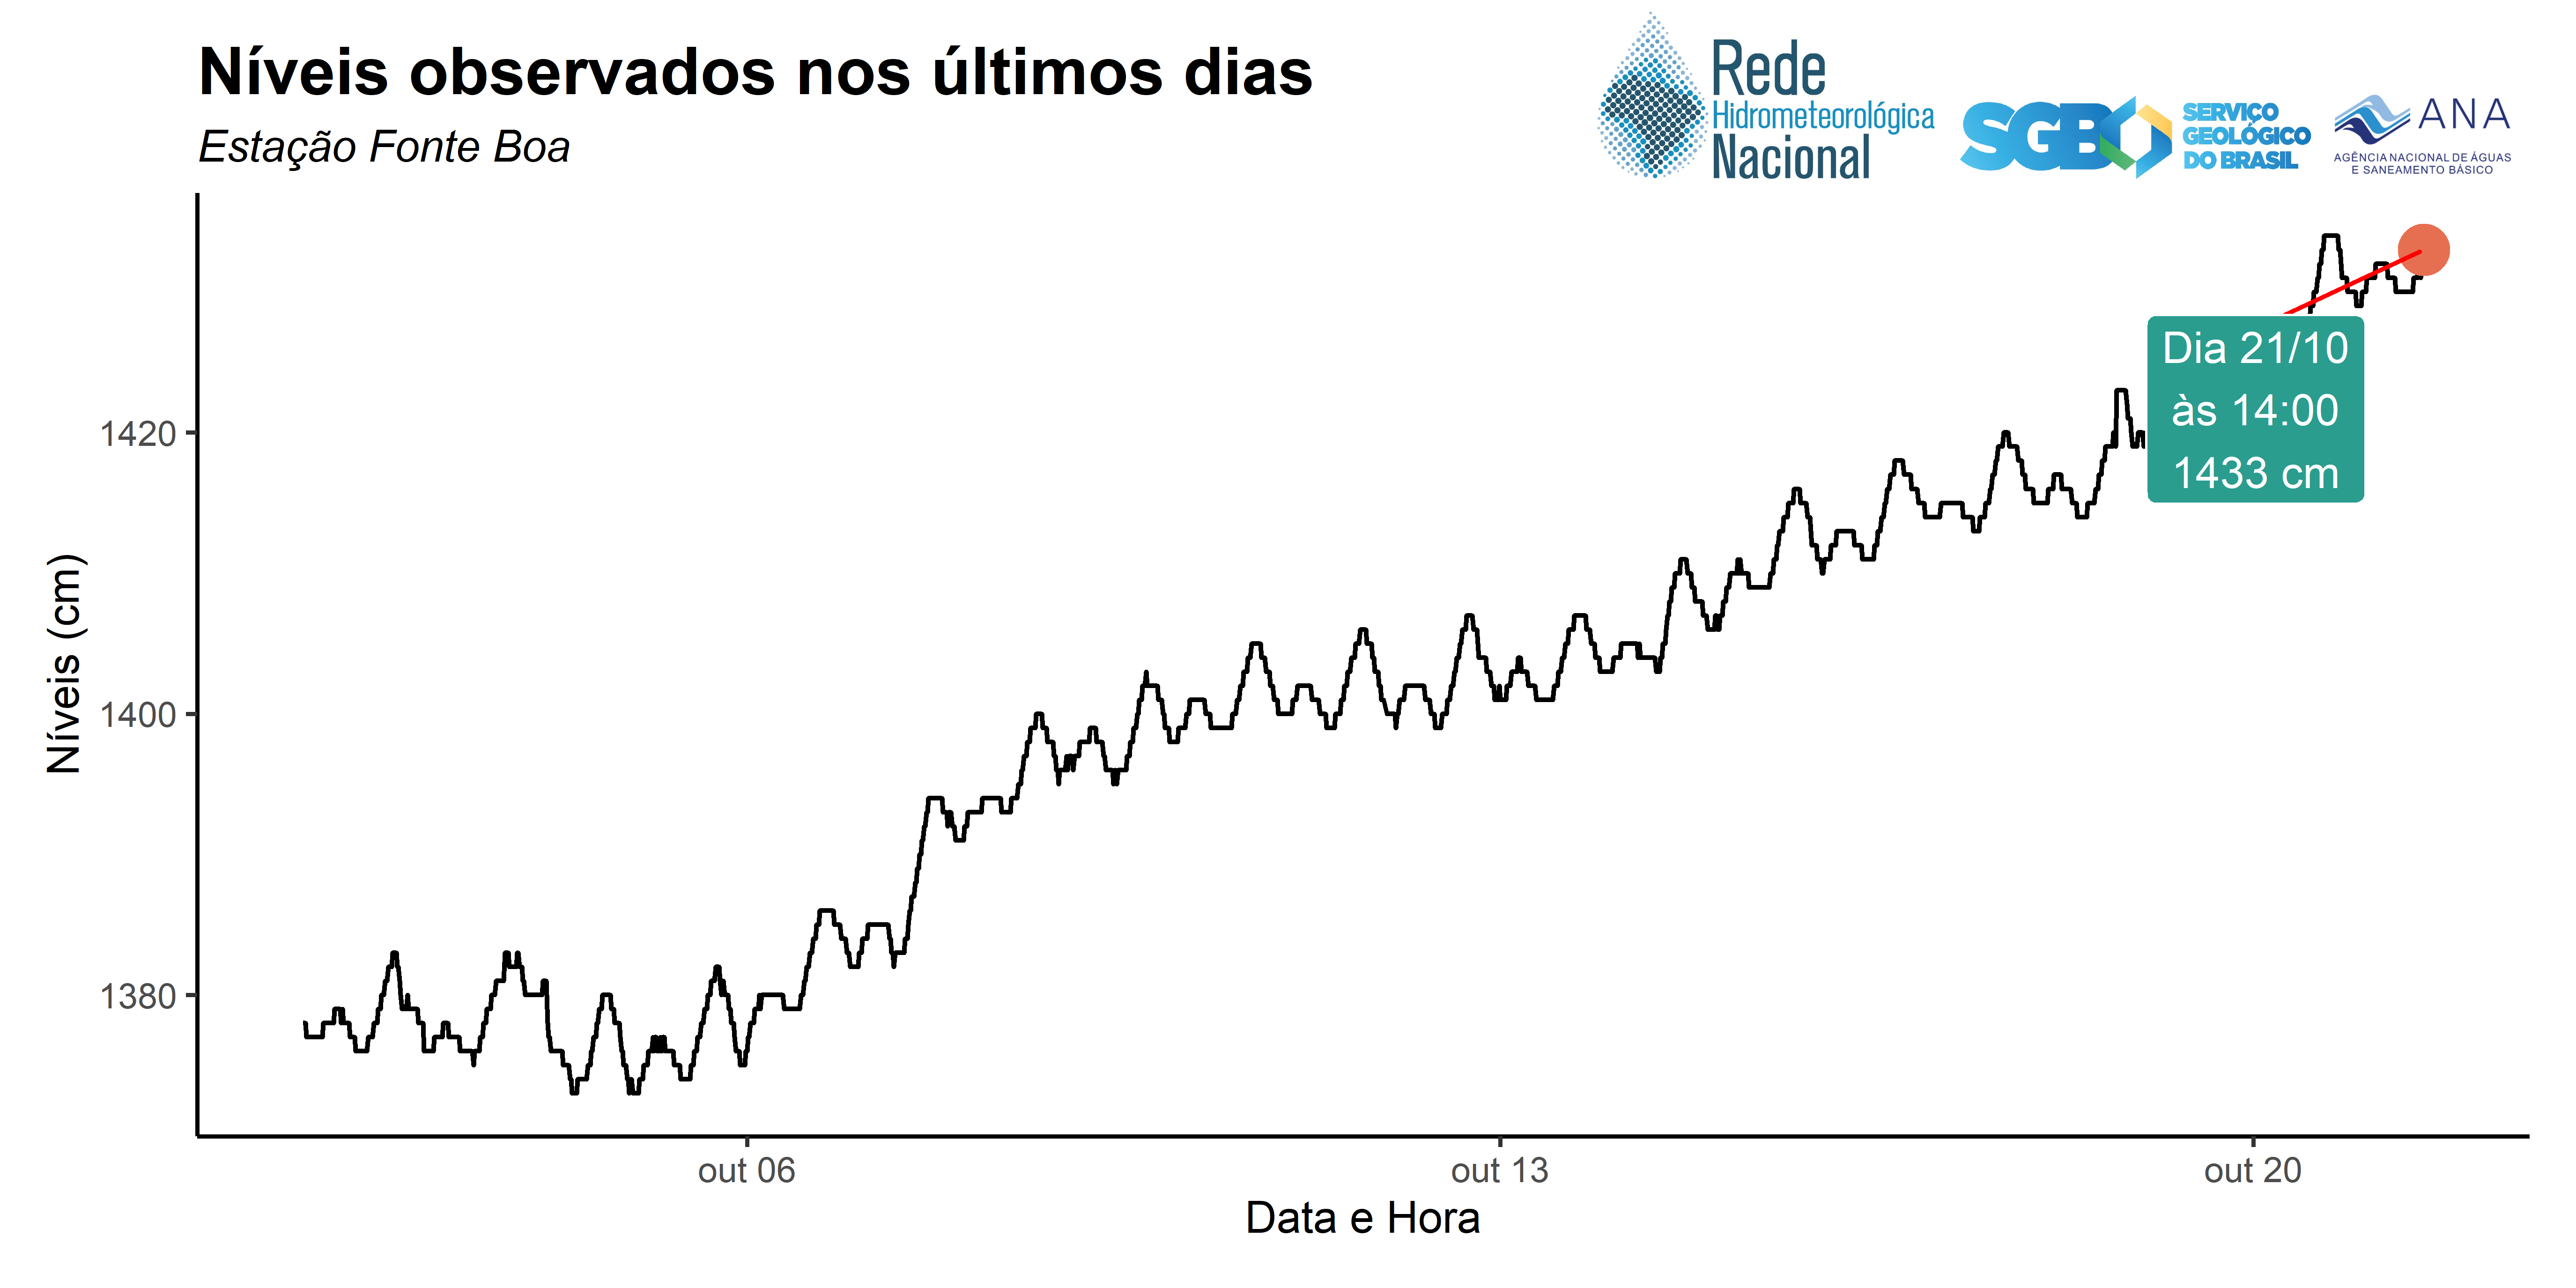 Níveis observados nos últimos dias
Estação Fonte Boa
Rede
Hidrometeorológica
Nacional
SGB
SERVIÇO
GEOLÓGICO
DO BRASIL
ANA
AGÊNCIA NACIONAL DE ÁGUAS
E SANEAMENTO BÁSICO
Níveis (cm)
1420
1400
1380
Dia 21/10
às 14:00
1433 cm
out 06
out 13
out 20
Data e Hora